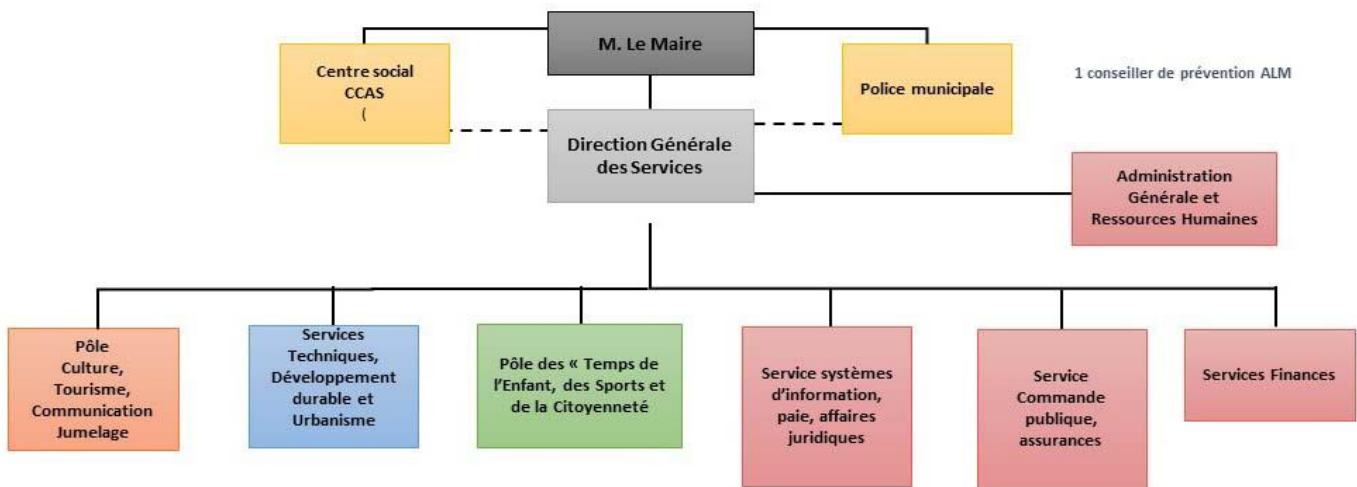 M. Le Maire
Centre social
CCAS
(
Police municipale
1 conseiller de prévention ALM
Direction Générale
des Services
Administration
Générale et
Ressources Humaines
Pôle
Culture,
Tourisme,
Communication
Jumelage
Services
Techniques,
Développement
durable et
Urbanisme
Pôle des « Temps de
l’Enfant, des Sports et
de la Citoyenneté
Service systèmes
d’information,
paie, affaires
juridiques
Service
Commande
publique,
assurances
Services Finances